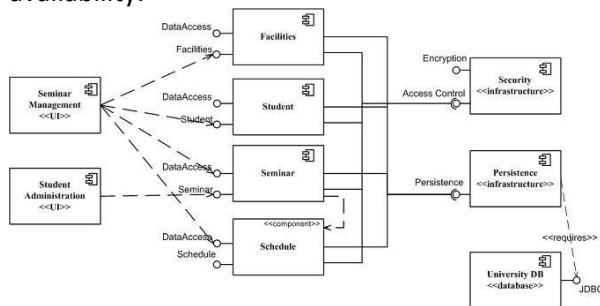 availability.
DataAccess
Facilities
Facilities
Encryption
Security
<<infrastructure>>
Access Control
Seminar
Management
<<UI>>
DataAccess
Student
Student
DataAccess
Seminar
Seminar
Student
Administration
<<UI>>
Persistence
Persistence
<<infrastructure>>
<<component>>
DataAccess
Schedule
Schedule
<<requires>>
University DB
<<database>>
JDBC